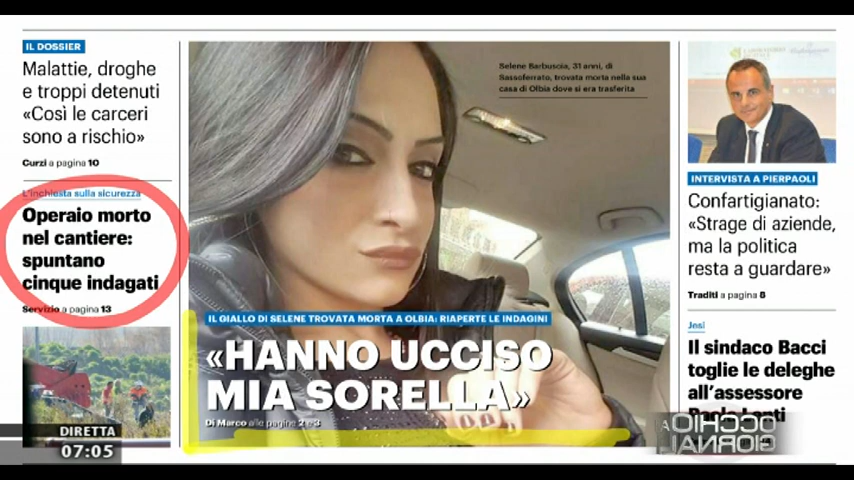 IL DOSSIER
Malattie, droghe
e troppi detenuti
«Così le carceri
sono a rischio»
Curzi a pagina 10
L'inchiesta sulla sicurezza
Operaio morto
nel cantiere:
spuntano
cinque indagati
Servizio a pagina 13
Selene Barbuscia, 31 anni, di
Sassoferrato, trovata morta nella sua
casa di Olbia dove si era trasferita
IL GIALLO DI SELENE TROVATA MORTA A OLBIA: RIAPERTE LE INDAGINI
«HANNO UCCISO
MIA SORELLA»
Di Marco alle pagine 2 e 3
INTERVISTA A PIERPAOLI
Confartigianato:
«Strage di aziende,
ma la politica
resta a guardare»
Traditi a pagina 8
Jesi
Il sindaco Bacci
toglie le deleghe
all'assessore
DIRETTA
07:05
OCCHIO
GIORNAL